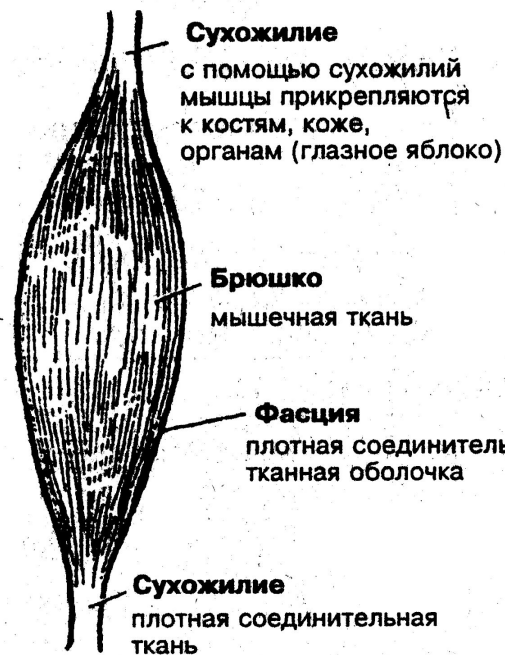 Сухожилие
с помощью сухожилий
мышцы прикрепляются
к костям, коже,
органам (глазное яблоко)
Брюшко
мышечная ткань
Фасция
плотная соединитель
тканная оболочка
Сухожилие
плотная соединительная
ткань